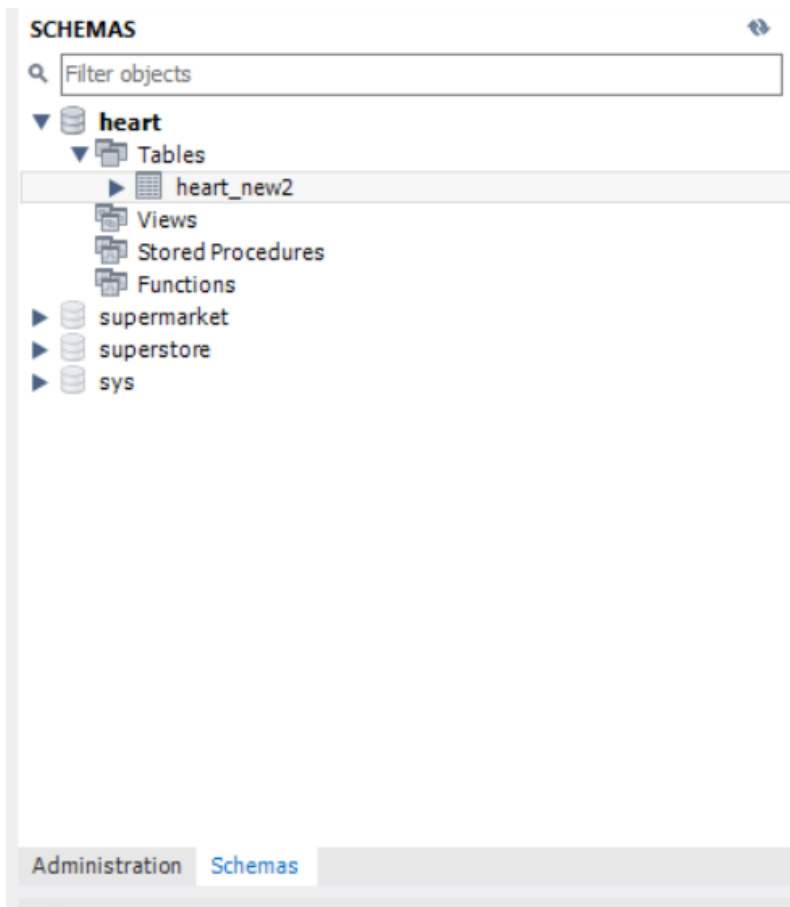 SCHEMAS
Filter objects
heart
Tables
heart_new2
Views
Stored Procedures
Functions
supermarket
superstore
sys
Administration Schemas